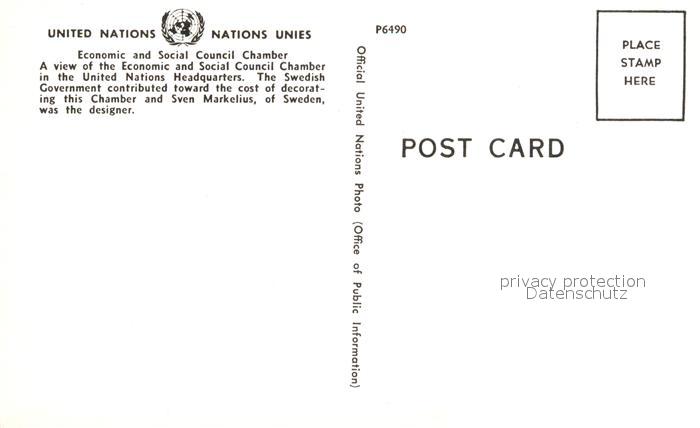 UNITED NATIONS NATIONS UNIES
Economic and Social Council Chamber
A view of the Economic and Social Council Chamber
in the United Nations Headquarters. The Swedish
Government contributed toward the cost of decorat-
ing this Chamber and Sven Markelius, of Sweden,
was the designer.
Official United Nations Photo (Office of Public Information)
P6490
PLACE
STAMP
HERE
POST CARD
privacy protection
Datenschutz